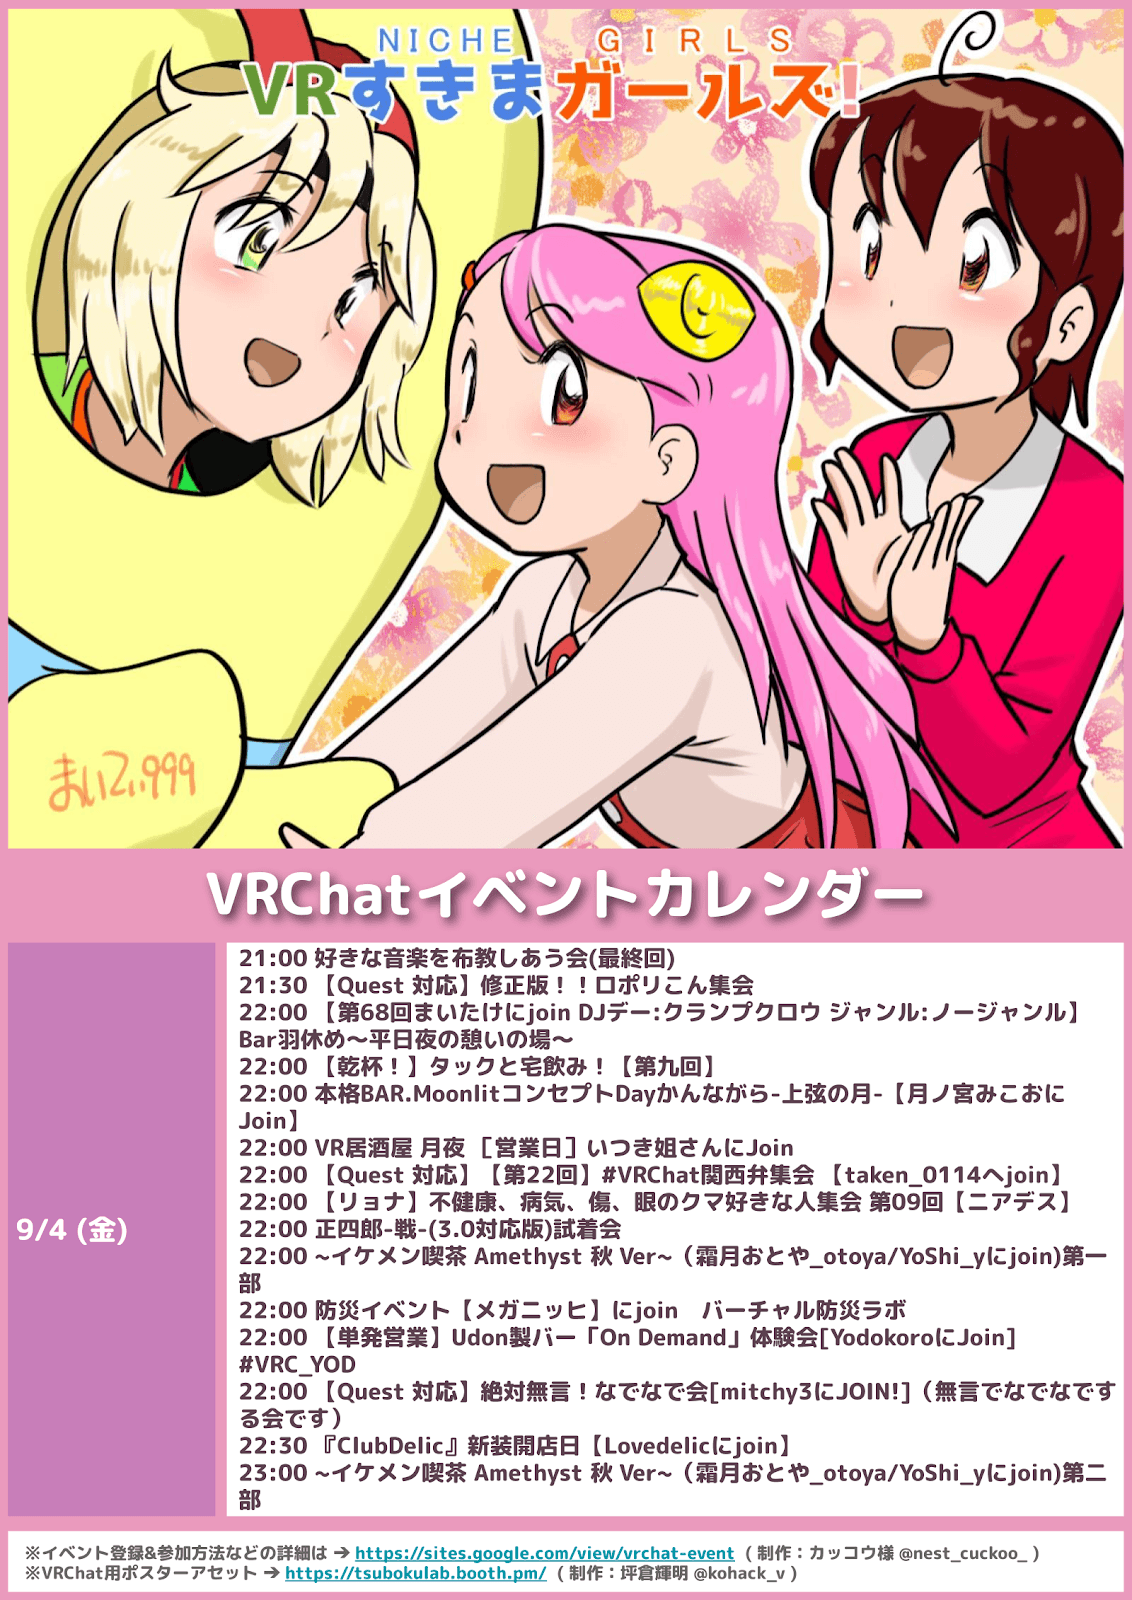 NICHE GIRLS
VRすきまガールズ!
まいてい999
VRChatイベントカレンダー
9/4 (金)
21:00 好きな音楽を布教しあう会(最終回)
21:30 【Quest 対応】修正版！！ロポリこん集会
22:00 【第68回まいたけにjoin DJデー:クランプクロウ ジャンル:ノージャンル】
Bar羽休め〜平日夜の憩いの場〜
22:00 【乾杯！】タックと宅飲み！【第九回】
22:00 本格BAR.MoonlitコンセプトDayかんながら-上弦の月-【月ノ宮みこおに
Join】
22:00 VR居酒屋 月夜 ［営業日］いつき姐さんにJoin
22:00 【Quest 対応】【第22回】#VRChat関西弁集会 【taken_0114へjoin】
22:00 【リョナ】不健康、病気、傷、眼のクマ好きな人集会 第09回【ニアデス】
22:00 正四郎-戦-(3.0対応版)試着会
22:00 ~イケメン喫茶 Amethyst 秋 Ver~（霜月おとや_otoya/YoShi_yにjoin)第一
部
22:00 防災イベント【メガニッヒ】にjoin　バーチャル防災ラボ
22:00 【単発営業】Udon製バー「On Demand」体験会[YodokoroにJoin]
#VRC_YOD
22:00 【Quest 対応】絶対無言！なでなで会[mitchy3にJOIN!]（無言でなでなです
る会です）
22:30 『ClubDelic』新装開店日【Lovedelicにjoin】
23:00 ~イケメン喫茶 Amethyst 秋 Ver~（霜月おとや_otoya/YoShi_yにjoin)第二
部
※イベント登録&参加方法などの詳細は → https://sites.google.com/view/vrchat-event （ 制作：カッコウ様 @nest_cuckoo_ ）
※VRChat用ポスターアセット → https://tsubokulab.booth.pm/ （ 制作：坪倉輝明 @kohack_v ）